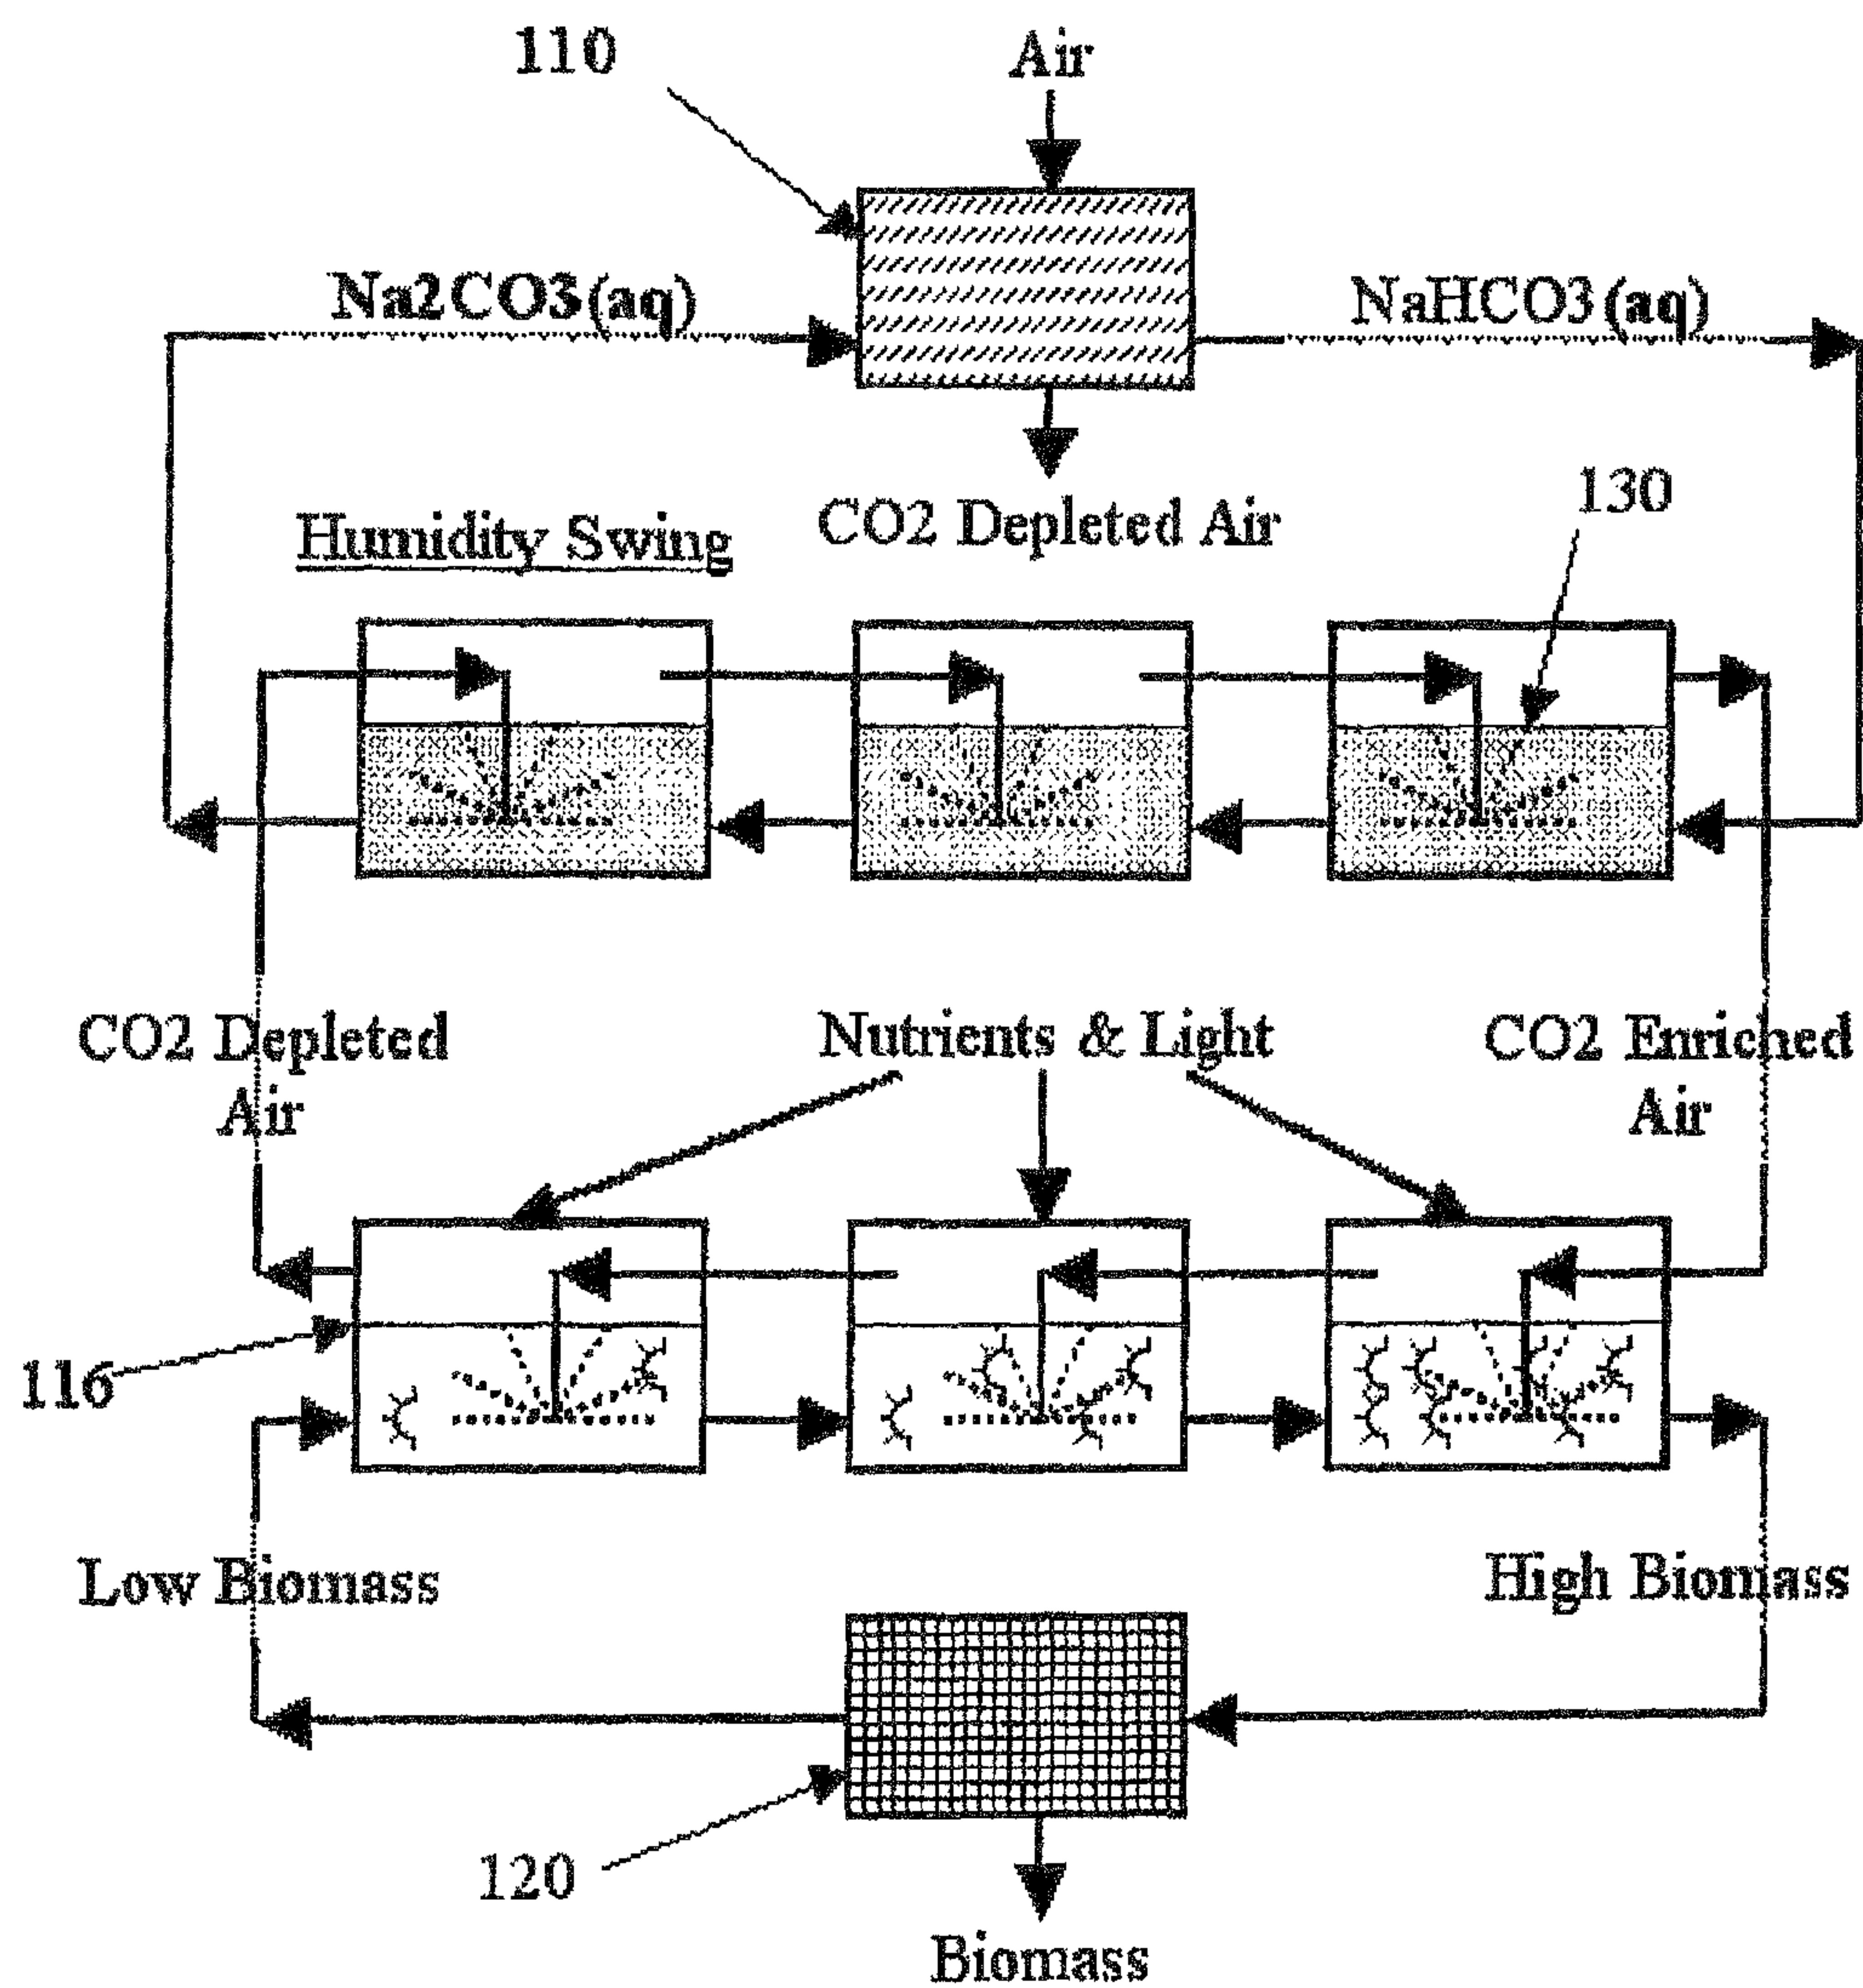 110
Air
Na2CO3(aq)
NaHCO3(aq)
130
Humidity Swing
CO2 Depleted Air
CO2 Depleted
Air
Nutrients & Light
CO2 Enriched
Air
116
Low Biomass
High Biomass
120
Biomass